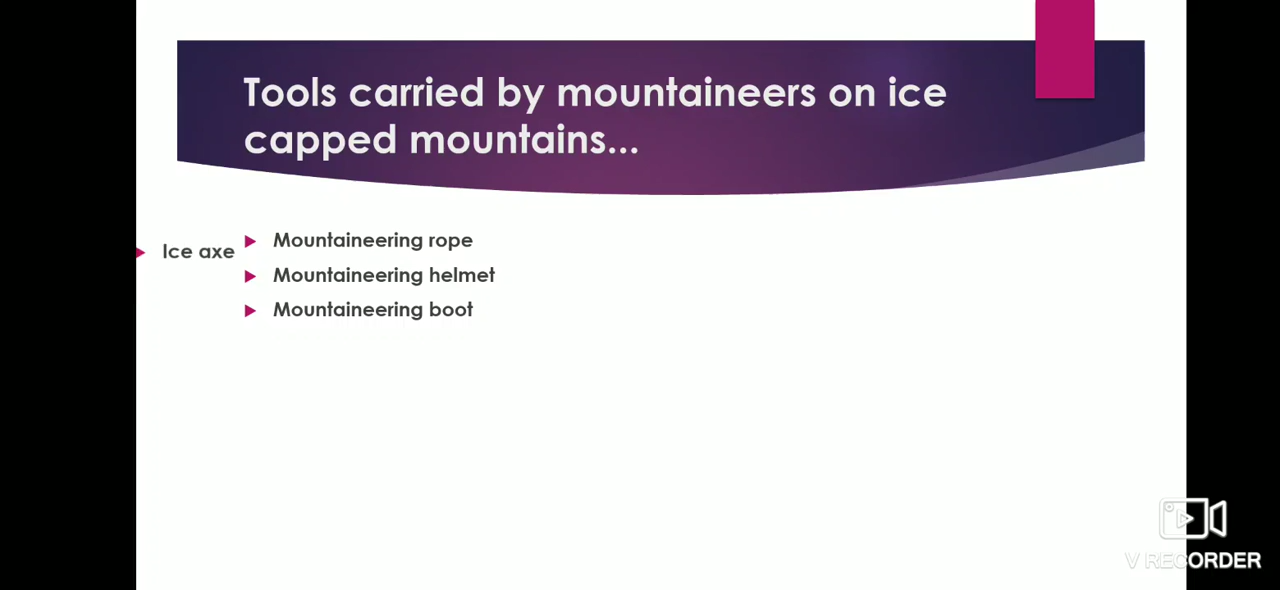 Tools carried by mountaineers on ice
capped mountains...
Mountaineering rope
Ice axe
Mountaineering helmet
Mountaineering boot
V RECORDER